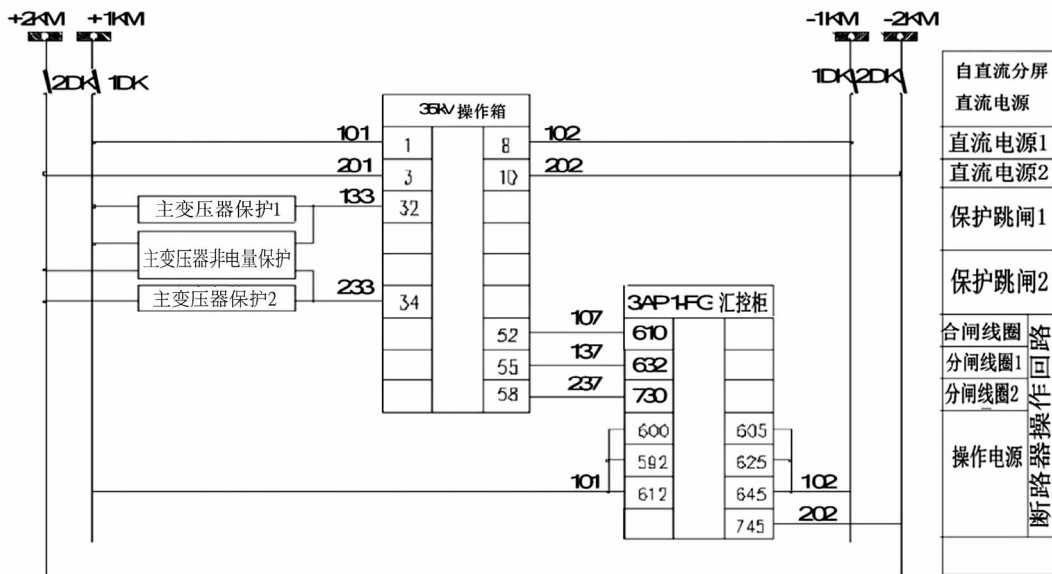 +2KM +1KM
-1KM -2KM
2DK 1DK
1DK 2DK
自直流分屏
直流电源
35kV操作箱
101 1 8 102
直流电源1
201 3 10 202
直流电源2
主变压器保护1
133 32
保护跳闸1
主变压器非电量保护
主变压器保护2
233 34
保护跳闸2
3AP1-FG 汇控柜
52 107 610
合闸线圈
55 137 632
分闸线圈1
58 237 730
分闸线圈2
600 605
592 625
操作电源
101 612 645 102
745 202
断路器操作回路